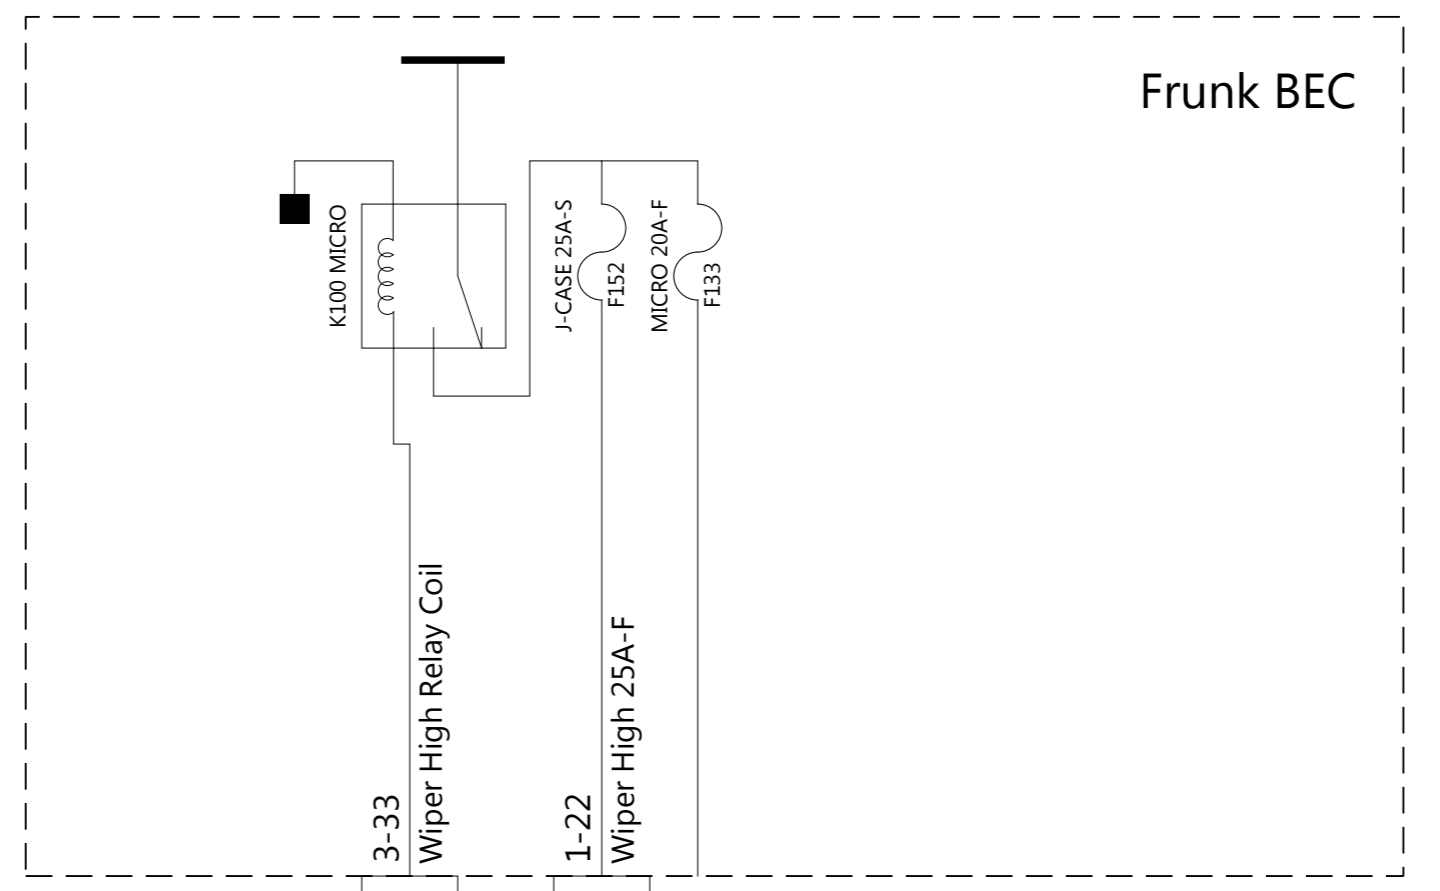 Frunk BEC
K100 MICRO
J-CASE 25A-S
F152
MICRO 20A-F
F133
3-33
Wiper High Relay Coil
1-22
Wiper High 25A-F